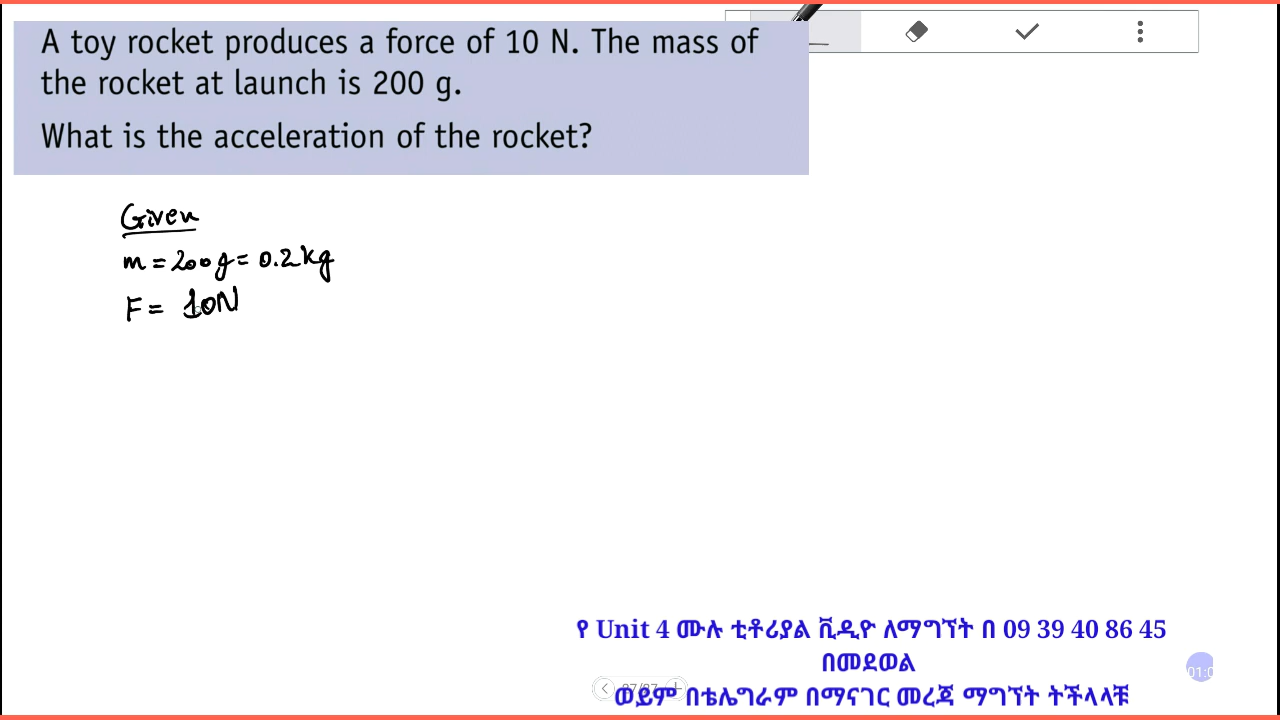 A toy rocket produces a force of 10 N. The mass of
the rocket at launch is 200 g.
What is the acceleration of the rocket?
Given
m = 200g = 0.2kg
F = 10N
የ Unit 4 ሙሉ ቲቶሪያል ቪዲዮ ለማግኘት በ 09 39 40 86 45
በመደወል
ወይም በቴሌግራም በማናገር መረጃ ማግኘት ትችላላቹ